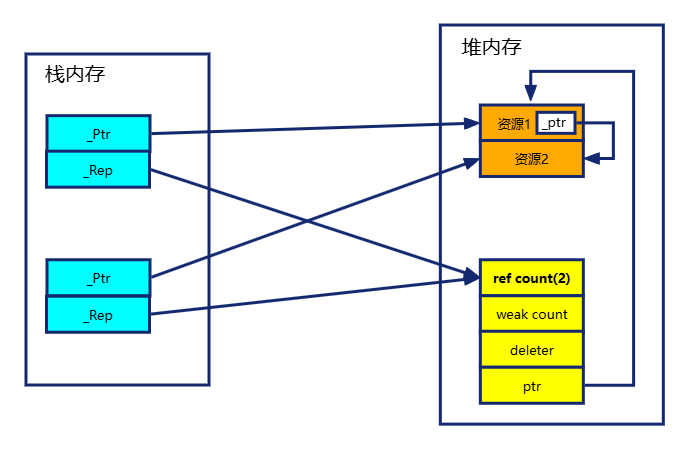 栈内存
_Ptr
_Rep
_Ptr
_Rep
堆内存
资源1 _ptr
资源2
ref count(2)
weak count
deleter
ptr